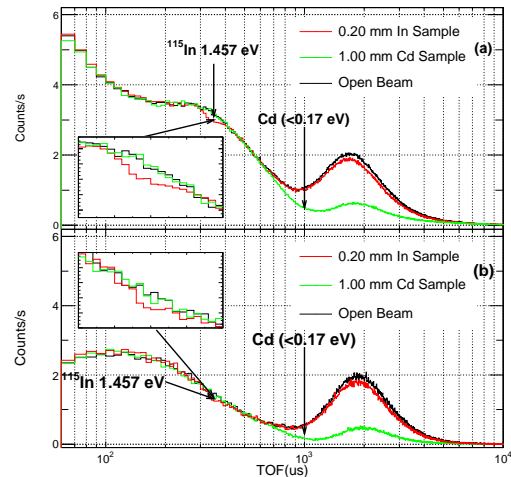 6
0.20 mm In Sample
1.00 mm Cd Sample
Open Beam
(a)
115In 1.457 eV
Cd (<0.17 eV)
Counts/s
4
2
0
6
0.20 mm In Sample
1.00 mm Cd Sample
Open Beam
(b)
Cd (<0.17 eV)
115In 1.457 eV
Counts/s
4
2
0
10^2
10^3
10^4
TOF(us)